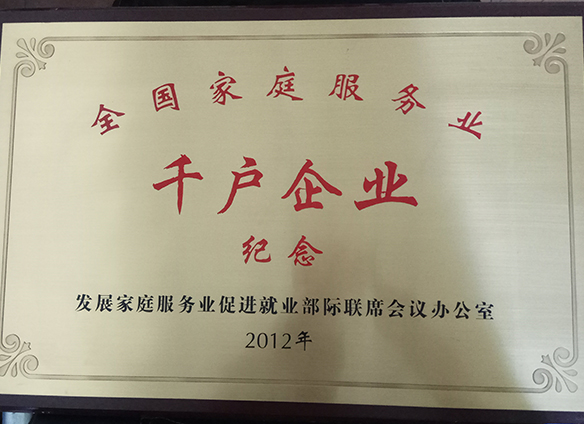 全国家庭服务业
千户企业
纪念
发展家庭服务业促进就业部际联席会议办公室
2012年